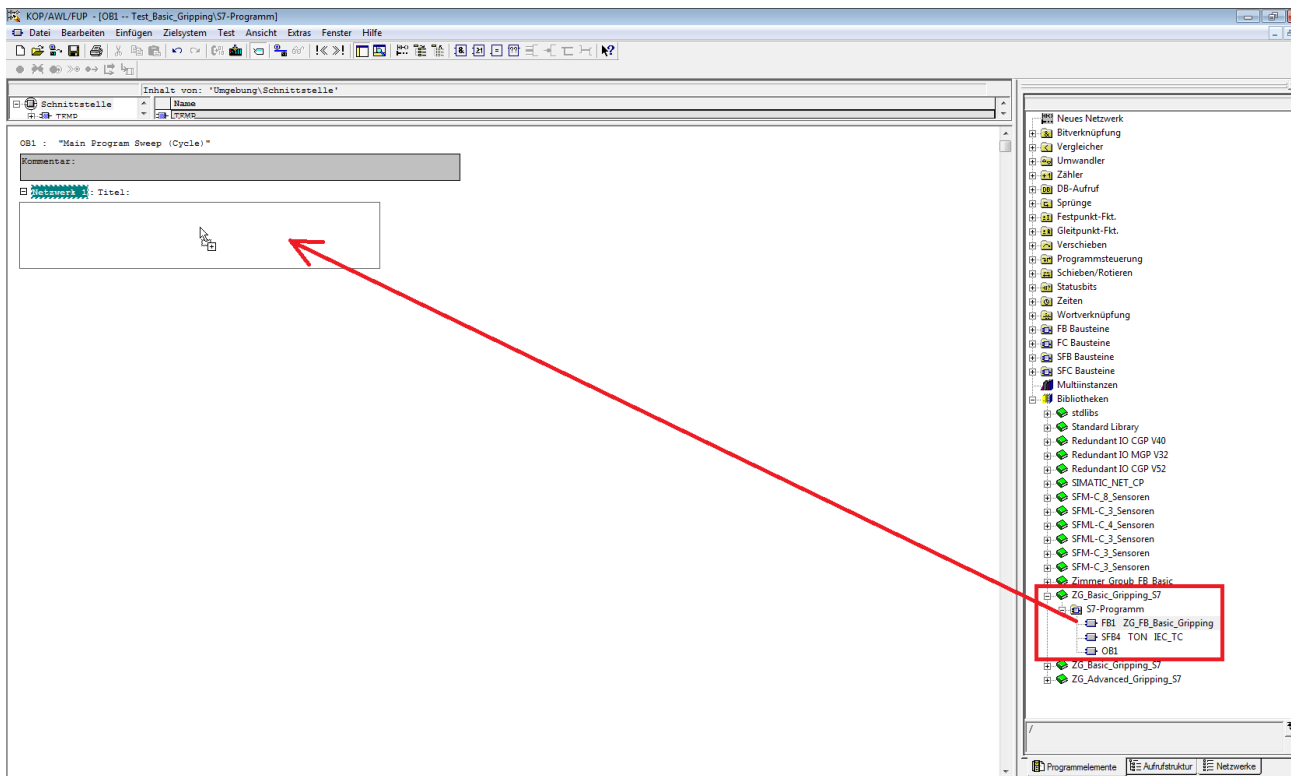 KOP/AWL/FUP - [OB1 -- Test_Basic_Gripping\S7-Programm]
Datei Bearbeiten Einfügen Zielsystem Test Ansicht Extras Fenster Hilfe
Inhalt von: 'Umgebung\Schnittstelle'
Schnittstelle
Name
TEMP
TEMP
OB1 : "Main Program Sweep (Cycle)"
Kommentar:
Netzwerk 1: Titel:
Neues Netzwerk
Bitverknüpfung
Vergleicher
Umwandler
Zähler
DB-Aufruf
Sprünge
Festpunkt-Fkt.
Gleitpunkt-Fkt.
Verschieben
Programmsteuerung
Schieben/Rotieren
Statusbits
Zeiten
Wortverknüpfung
FB Bausteine
FC Bausteine
SFB Bausteine
SFC Bausteine
Multiinstanzen
Bibliotheken
stdlibs
Standard Library
Redundant IO CGP V40
Redundant IO MGP V32
Redundant IO CGP V52
SIMATIC_NET_CP
SFM-C_8_Sensoren
SFML-C_3_Sensoren
SFML-C_4_Sensoren
SFML-C_3_Sensoren
SFM-C_3_Sensoren
SFM-C_3_Sensoren
Zimmer_Groub_FB_Basic
ZG_Basic_Gripping_S7
S7-Programm
FB1 ZG_FB_Basic_Gripping
SFB4 TON IEC_TC
OB1
ZG_Basic_Gripping_S7
ZG_Advanced_Gripping_S7
/
Programmelemente Aufrufstruktur Netzwerke